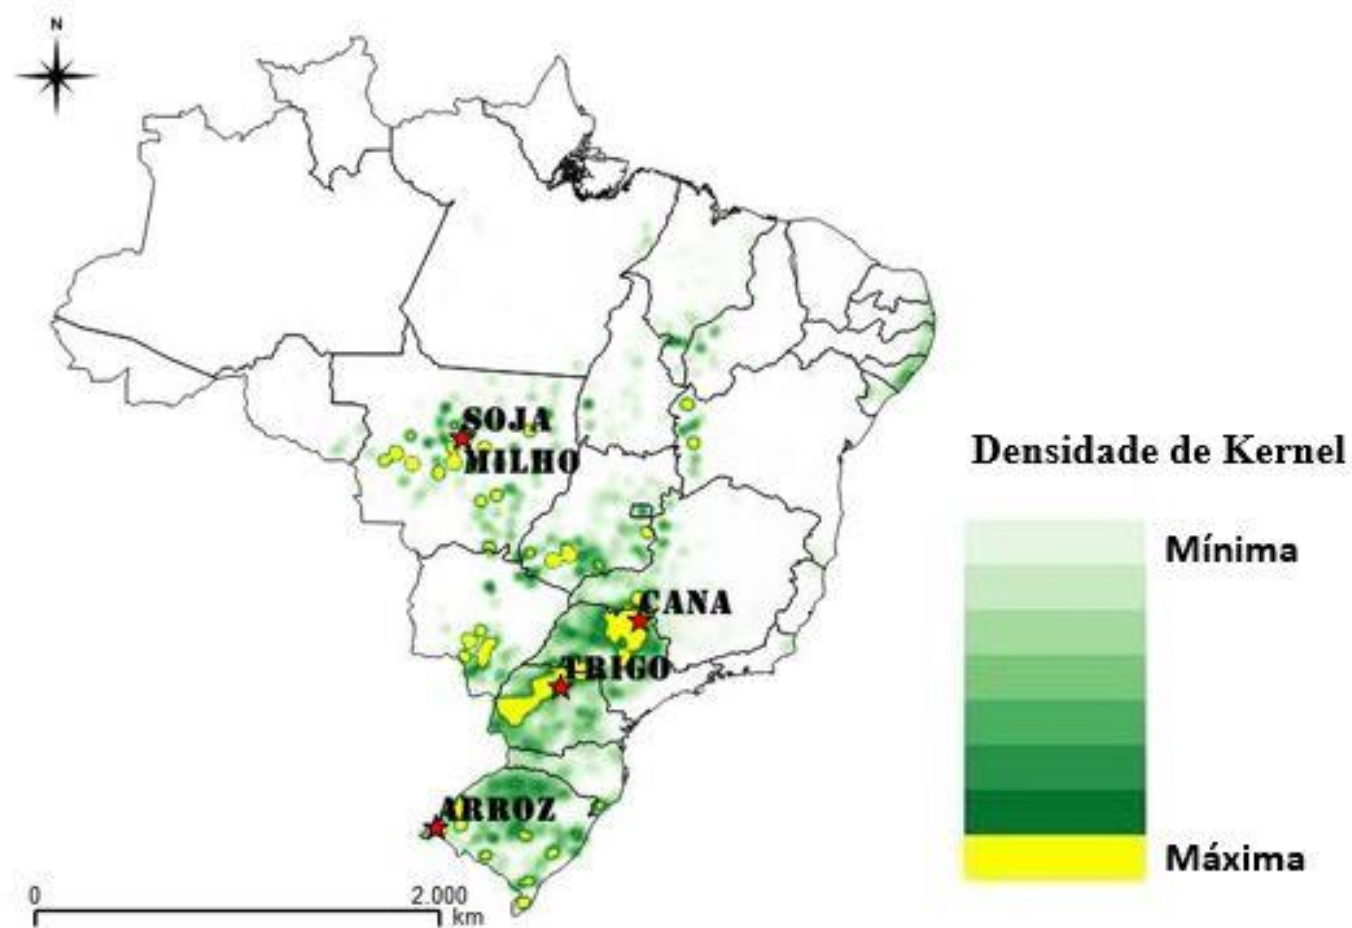 N
SOJA
MILHO
Densidade de Kernel
Mínima
CANA
TRIGO
ARROZ
Máxima
0 2.000
km